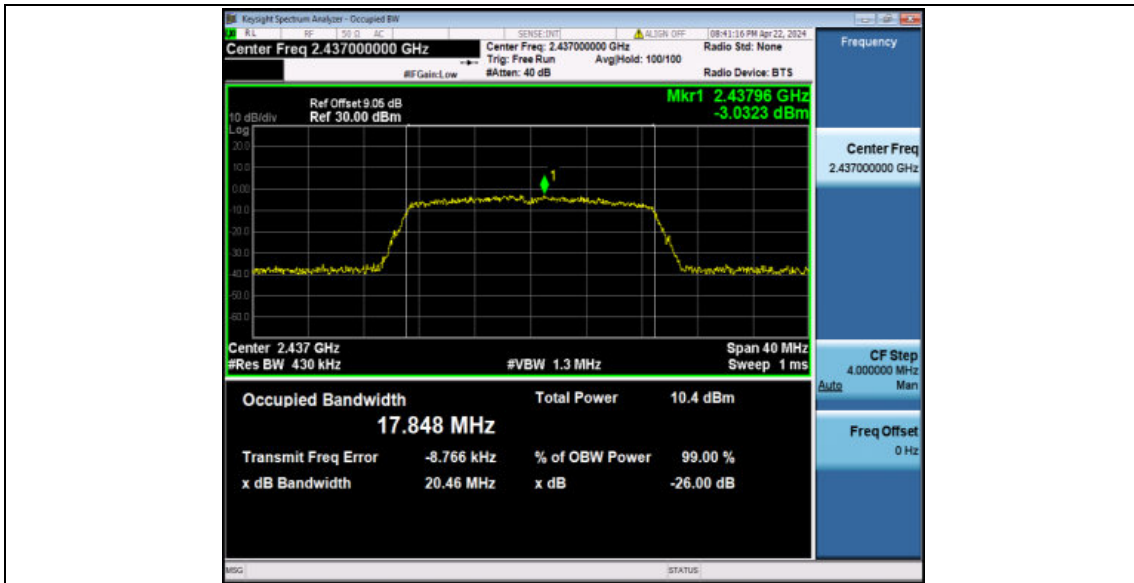 Keysight Spectrum Analyzer - Occupied BW
RL RF 50 Ω AC SENSE:INT ALIGN OFF 08:41:16 PM Apr 22, 2024
Center Freq 2.437000000 GHz Center Freq: 2.437000000 GHz Radio Std: None
Trig: Free Run Avg|Hold: 100/100
#IFGain:Low #Atten: 40 dB Radio Device: BTS
Frequency
Mkr1 2.43796 GHz
-3.0323 dBm
Ref Offset 9.05 dB
10 dB/div Ref 30.00 dBm
Log
20.0
10.0
0.00
-10.0
-20.0
-30.0
-40.0
-50.0
-60.0
1
Center 2.437 GHz Span 40 MHz
#Res BW 430 kHz #VBW 1.3 MHz Sweep 1 ms
Occupied Bandwidth Total Power 10.4 dBm
17.848 MHz
Transmit Freq Error -8.766 kHz % of OBW Power 99.00 %
x dB Bandwidth 20.46 MHz x dB -26.00 dB
Center Freq
2.437000000 GHz
CF Step
4.000000 MHz
Auto Man
Freq Offset
0 Hz
MSG STATUS